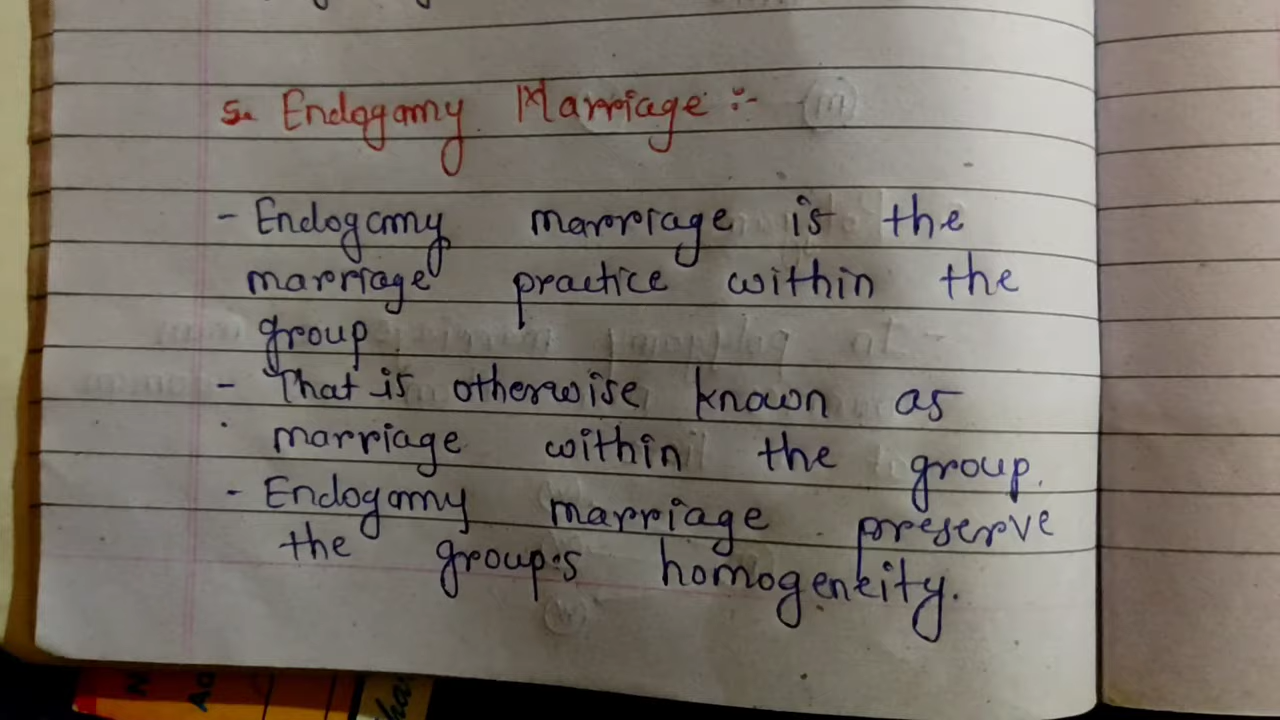 5. Endogamy Marriage :-
- Endogamy marriage is the
marriage practice within the
group
- That is otherwise known as
marriage within the group.
- Endogamy marriage preserve
the group's homogeneity.